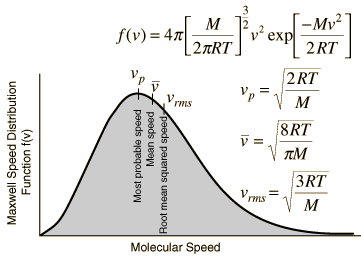 f(v) = 4π[M/2πRT]^{3/2} v² exp[−Mv²/2RT]
v_p = √(2RT/M)
v̅ = √(8RT/πM)
v_rms = √(3RT/M)
v_p
v̅
v_rms
Most probable speed
Mean speed
Root mean squared speed
Maxwell Speed Distribution
Function f(v)
Molecular Speed